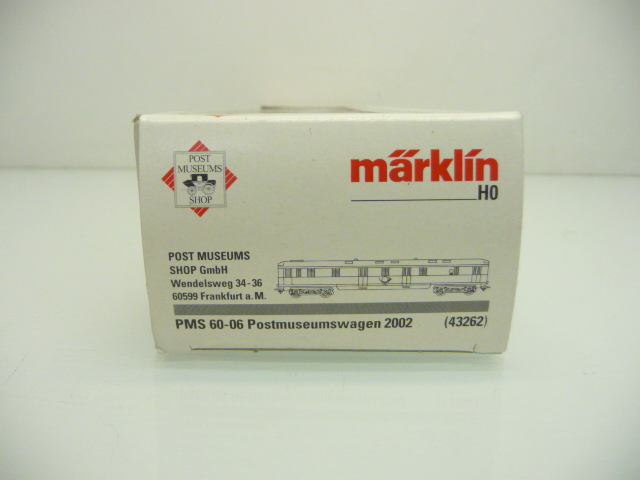 POST
MUSEUMS
SHOP
märklin
H0
POST MUSEUMS
SHOP GmbH
Wendelsweg 34-36
60599 Frankfurt a. M.
PMS 60-06 Postmuseumswagen 2002 (43262)